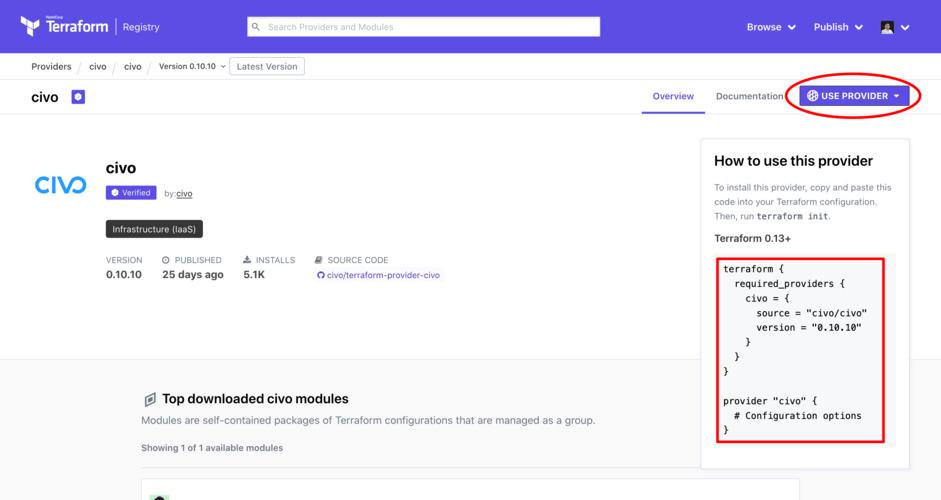 HashiCorp
Terraform Registry
Search Providers and Modules
Browse
Publish
Providers / civo / civo / Version 0.10.10 Latest Version
civo
Overview
Documentation
USE PROVIDER
CIVO
civo
Verified by:civo
Infrastructure (IaaS)
VERSION PUBLISHED INSTALLS SOURCE CODE
0.10.10 25 days ago 5.1K civo/terraform-provider-civo
How to use this provider
To install this provider, copy and paste this
code into your Terraform configuration.
Then, run terraform init.
Terraform 0.13+
terraform {
required_providers {
civo = {
source = "civo/civo"
version = "0.10.10"
}
}
}
provider "civo" {
# Configuration options
}
Top downloaded civo modules
Modules are self-contained packages of Terraform configurations that are managed as a group.
Showing 1 of 1 available modules